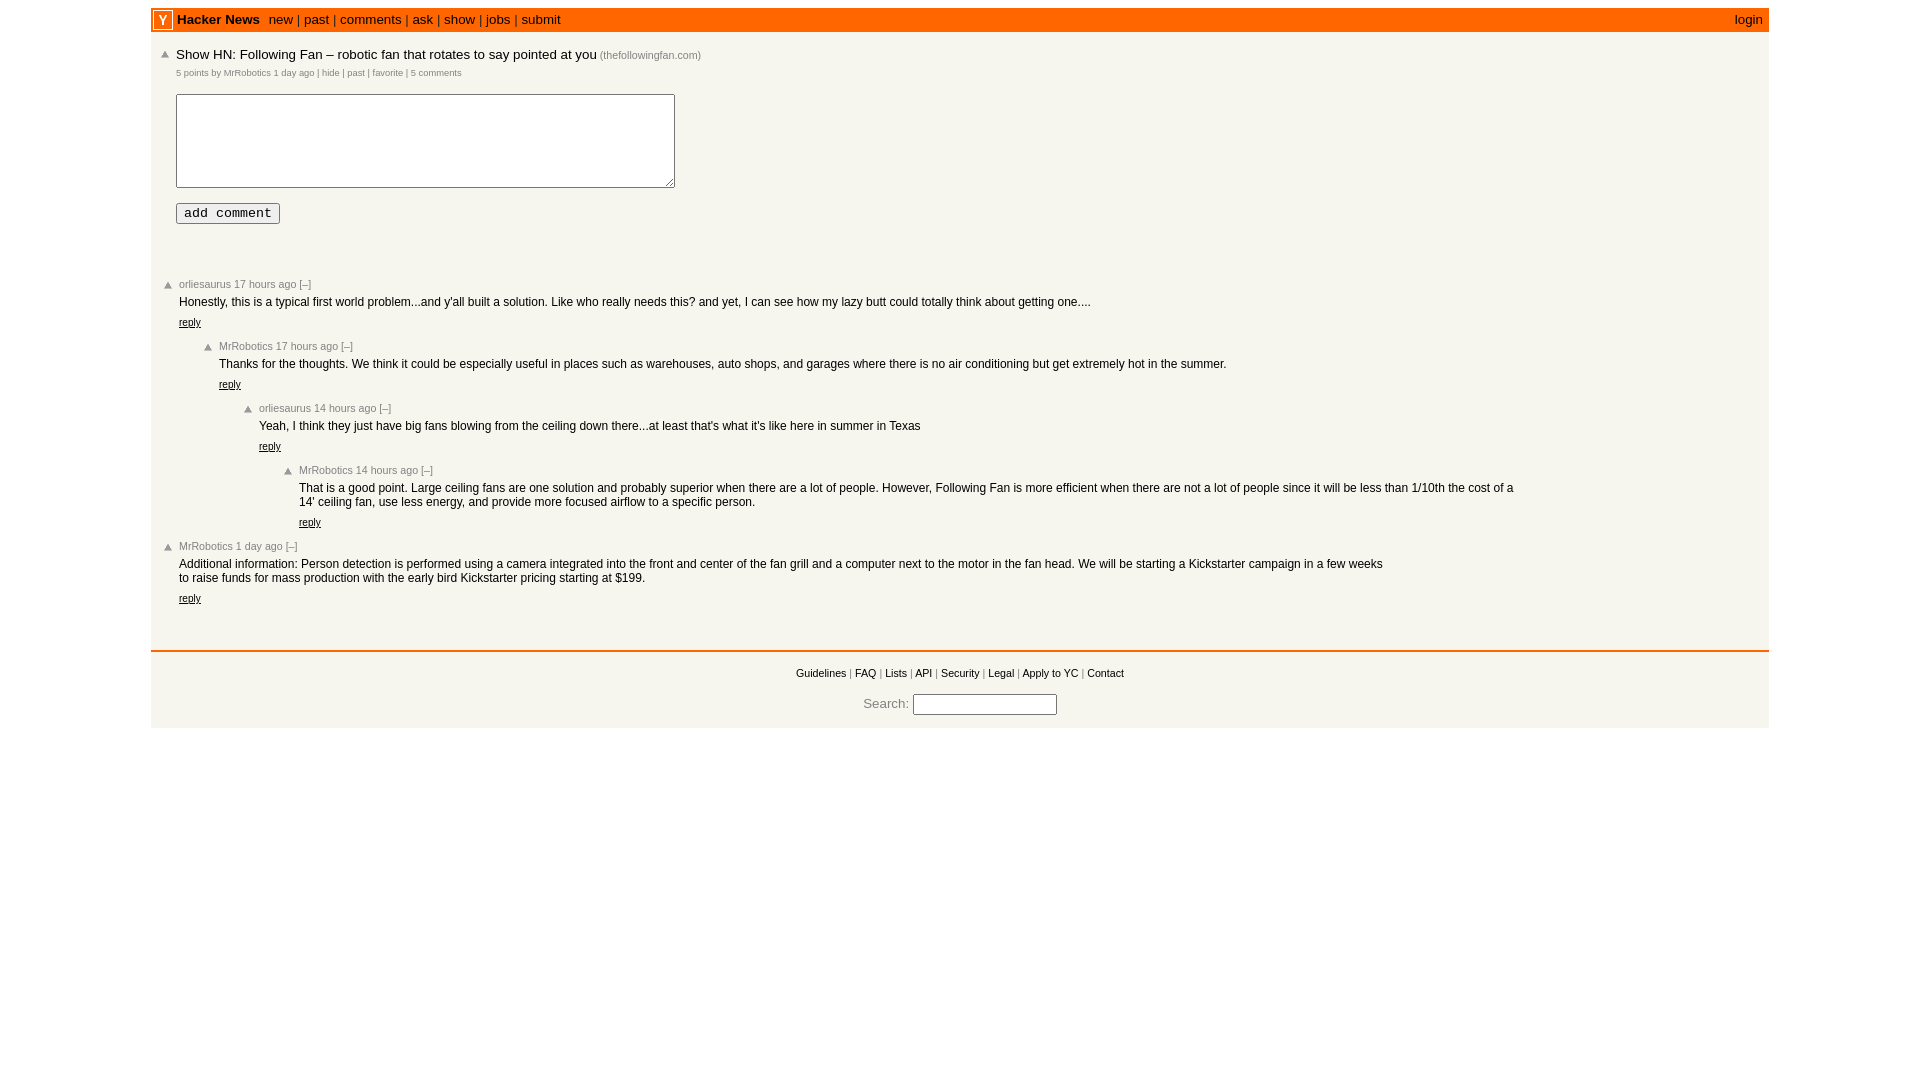 Y Hacker News new | past | comments | ask | show | jobs | submit login
Show HN: Following Fan – robotic fan that rotates to say pointed at you (thefollowingfan.com)
5 points by MrRobotics 1 day ago | hide | past | favorite | 5 comments
add comment
orliesaurus 17 hours ago [–]
Honestly, this is a typical first world problem...and y'all built a solution. Like who really needs this? and yet, I can see how my lazy butt could totally think about getting one....
reply
MrRobotics 17 hours ago [–]
Thanks for the thoughts. We think it could be especially useful in places such as warehouses, auto shops, and garages where there is no air conditioning but get extremely hot in the summer.
reply
orliesaurus 14 hours ago [–]
Yeah, I think they just have big fans blowing from the ceiling down there...at least that's what it's like here in summer in Texas
reply
MrRobotics 14 hours ago [–]
That is a good point. Large ceiling fans are one solution and probably superior when there are a lot of people. However, Following Fan is more efficient when there are not a lot of people since it will be less than 1/10th the cost of a
14' ceiling fan, use less energy, and provide more focused airflow to a specific person.
reply
MrRobotics 1 day ago [–]
Additional information: Person detection is performed using a camera integrated into the front and center of the fan grill and a computer next to the motor in the fan head. We will be starting a Kickstarter campaign in a few weeks
to raise funds for mass production with the early bird Kickstarter pricing starting at $199.
reply
Guidelines | FAQ | Lists | API | Security | Legal | Apply to YC | Contact
Search: